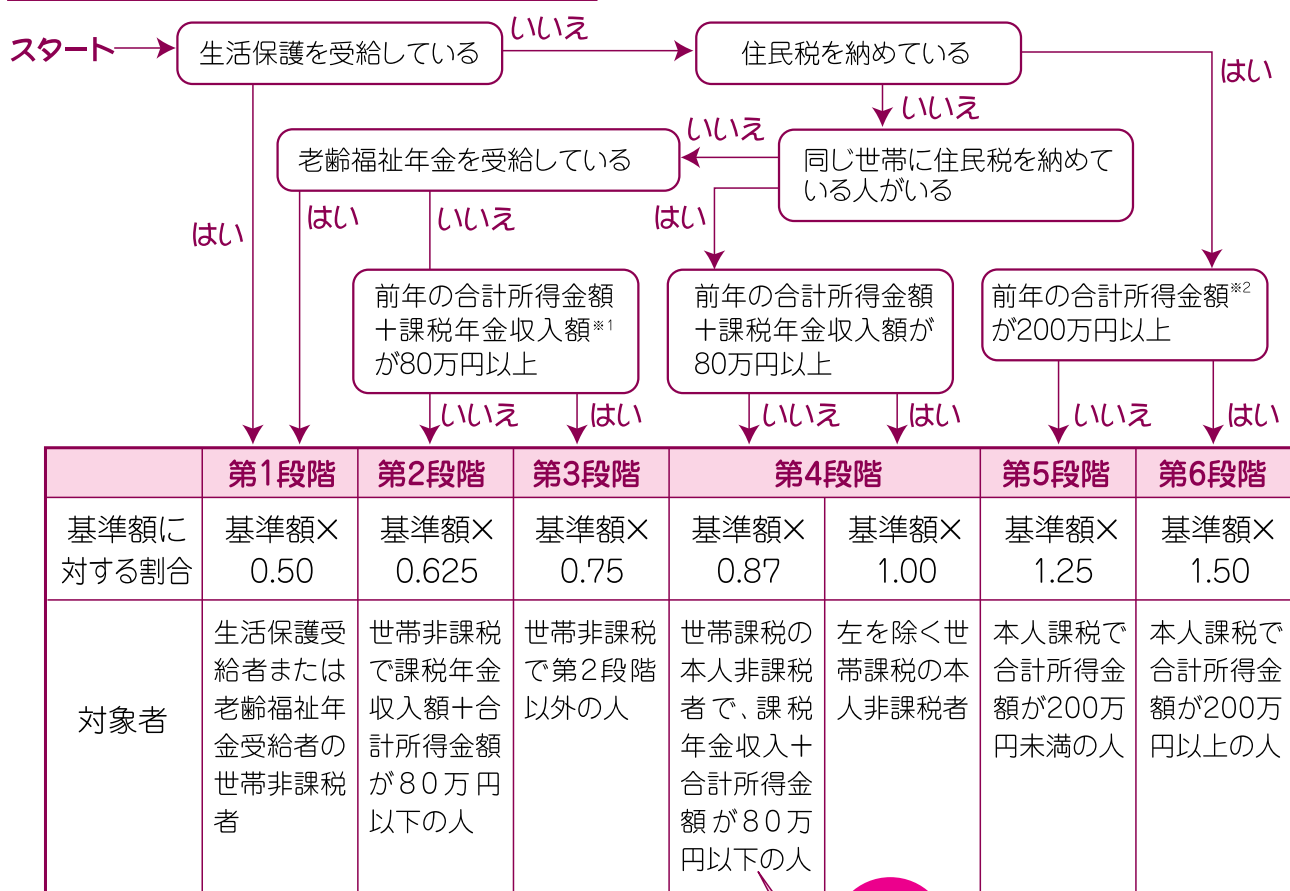 スタート
生活保護を受給している
いいえ
住民税を納めている
はい
いいえ
いいえ
老齢福祉年金を受給している
同じ世帯に住民税を納めて
いる人がいる
はい
はい
いいえ
はい
前年の合計所得金額
＋課税年金収入額※1
が80万円以上
前年の合計所得金額
＋課税年金収入額が
80万円以上
前年の合計所得金額※2
が200万円以上
いいえ
はい
いいえ
はい
いいえ
はい
第1段階
第2段階
第3段階
第4段階
第5段階
第6段階
基準額に
対する割合
基準額×
0.50
基準額×
0.625
基準額×
0.75
基準額×
0.87
基準額×
1.00
基準額×
1.25
基準額×
1.50
対象者
生活保護受
給者または
老齢福祉年
金受給者の
世帯非課税
者
世帯非課税
で課税年金
収入額＋合
計所得金額
が８０万円
以下の人
世帯非課税
で第2段階
以外の人
世帯課税の
本人非課税
者で、課税
年金収入＋
合計所得金
額が８０万
円以下の人
左を除く世
帯課税の本
人非課税者
本人課税で
合計所得金
額が200万
円未満の人
本人課税で
合計所得金
額が200万
円以上の人